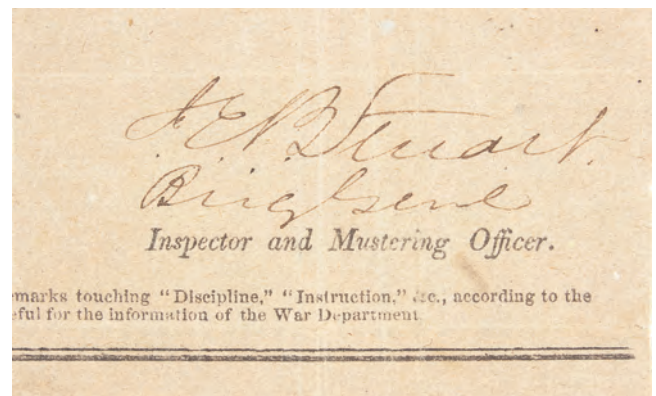 J. E. B. Stuart.
Brig Genl
Inspector and Mustering Officer.
emarks touching "Discipline," "Instruction," &c., according to the
eful for the information of the War Department